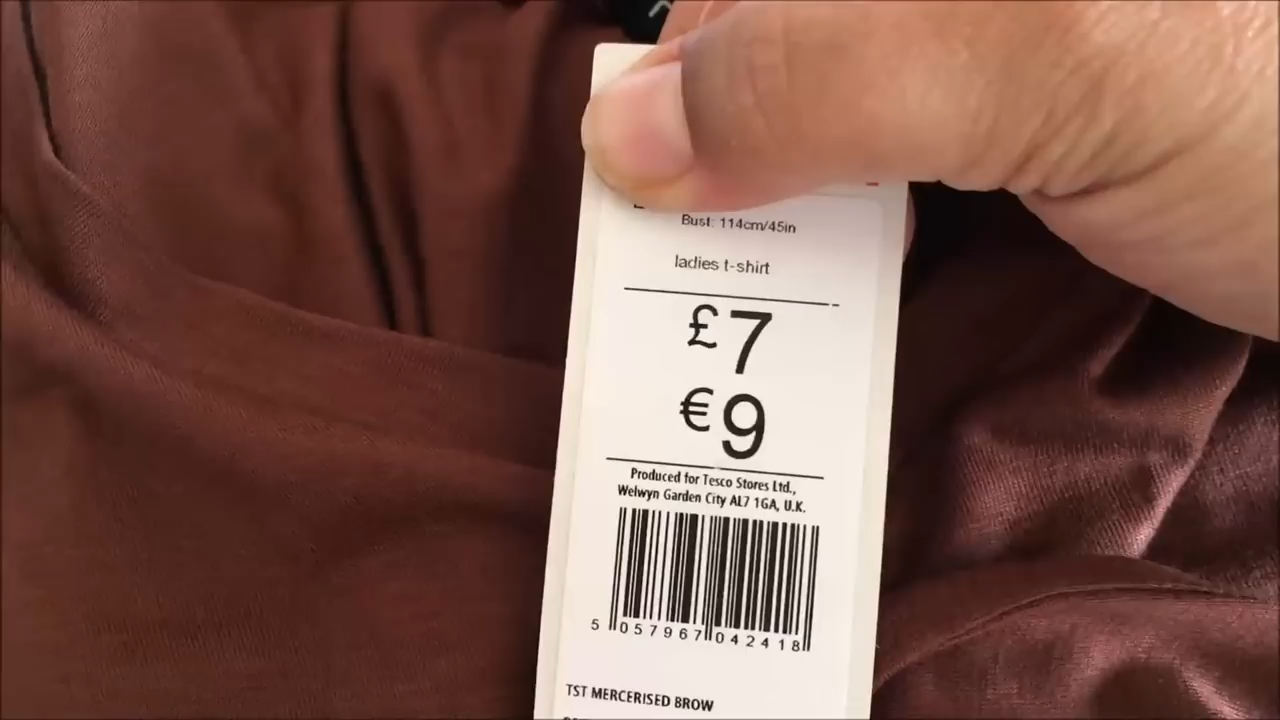 Bust: 114cm/45in
ladies t-shirt
£7
€9
Produced for Tesco Stores Ltd.,
Welwyn Garden City AL7 1GA, U.K.
5 057967 042418
TST MERCERISED BROW